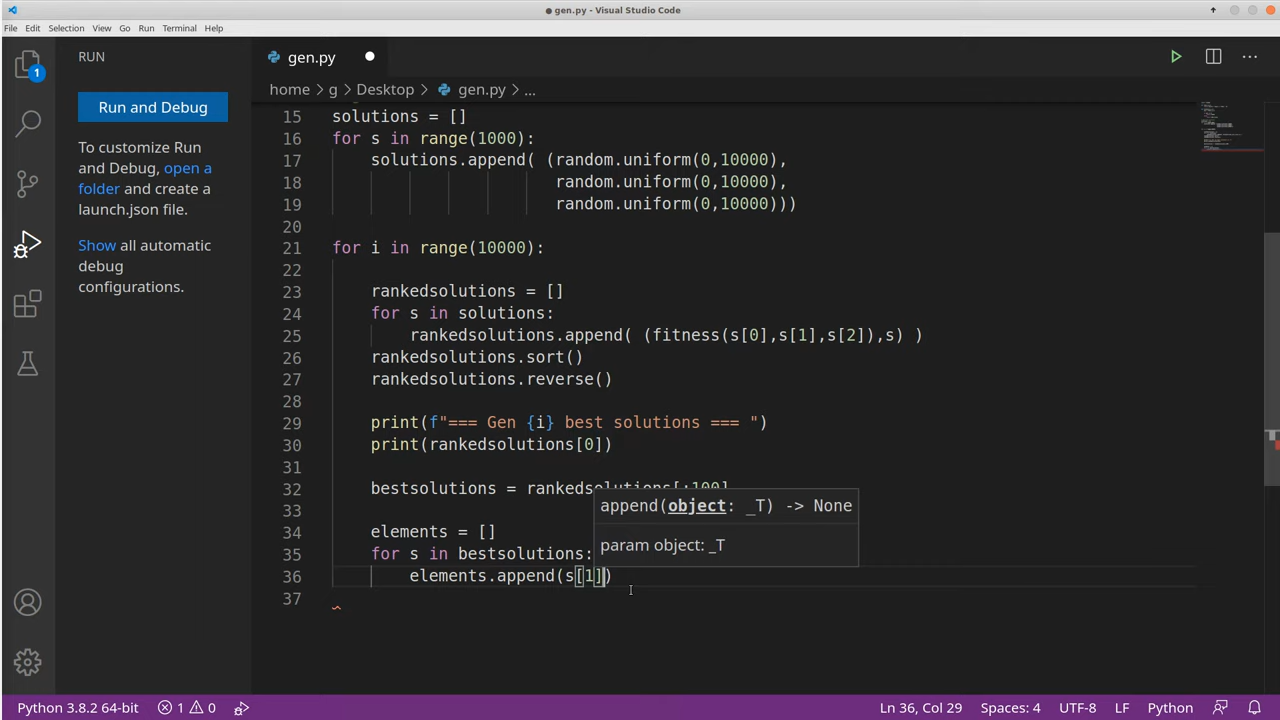 ● gen.py - Visual Studio Code
File Edit Selection View Go Run Terminal Help
RUN
gen.py
1
Run and Debug
home › g › Desktop › gen.py › ...
To customize Run
and Debug, open a
folder and create a
launch.json file.
Show all automatic
debug
configurations.
15 solutions = []
16 for s in range(1000):
17 solutions.append( (random.uniform(0,10000),
18 random.uniform(0,10000),
19 random.uniform(0,10000)))
20
21 for i in range(10000):
22
23 rankedsolutions = []
24 for s in solutions:
25 rankedsolutions.append( (fitness(s[0],s[1],s[2]),s) )
26 rankedsolutions.sort()
27 rankedsolutions.reverse()
28
29 print(f"=== Gen {i} best solutions === ")
30 print(rankedsolutions[0])
31
32 bestsolutions = rankedsolutions[:100]
33
append(object: _T) -> None
param object: _T
34 elements = []
35 for s in bestsolutions:
36 elements.append(s[1])
37
Python 3.8.2 64-bit 1 0 Ln 36, Col 29 Spaces: 4 UTF-8 LF Python